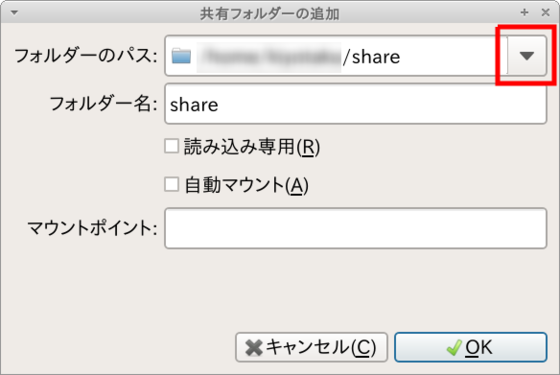 共有フォルダーの追加
フォルダーのパス: /share
フォルダー名: share
読み込み専用(R)
自動マウント(A)
マウントポイント:
キャンセル(C) OK